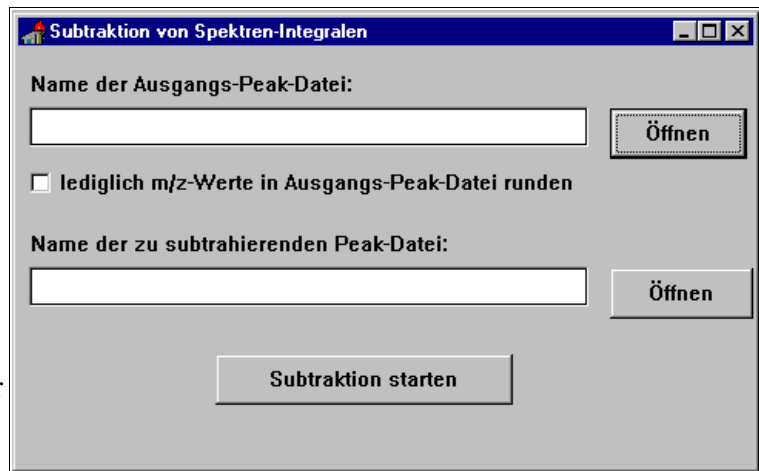 Subtraktion von Spektren-Integralen
Name der Ausgangs-Peak-Datei:
Öffnen
lediglich m/z-Werte in Ausgangs-Peak-Datei runden
Name der zu subtrahierenden Peak-Datei:
Öffnen
Subtraktion starten